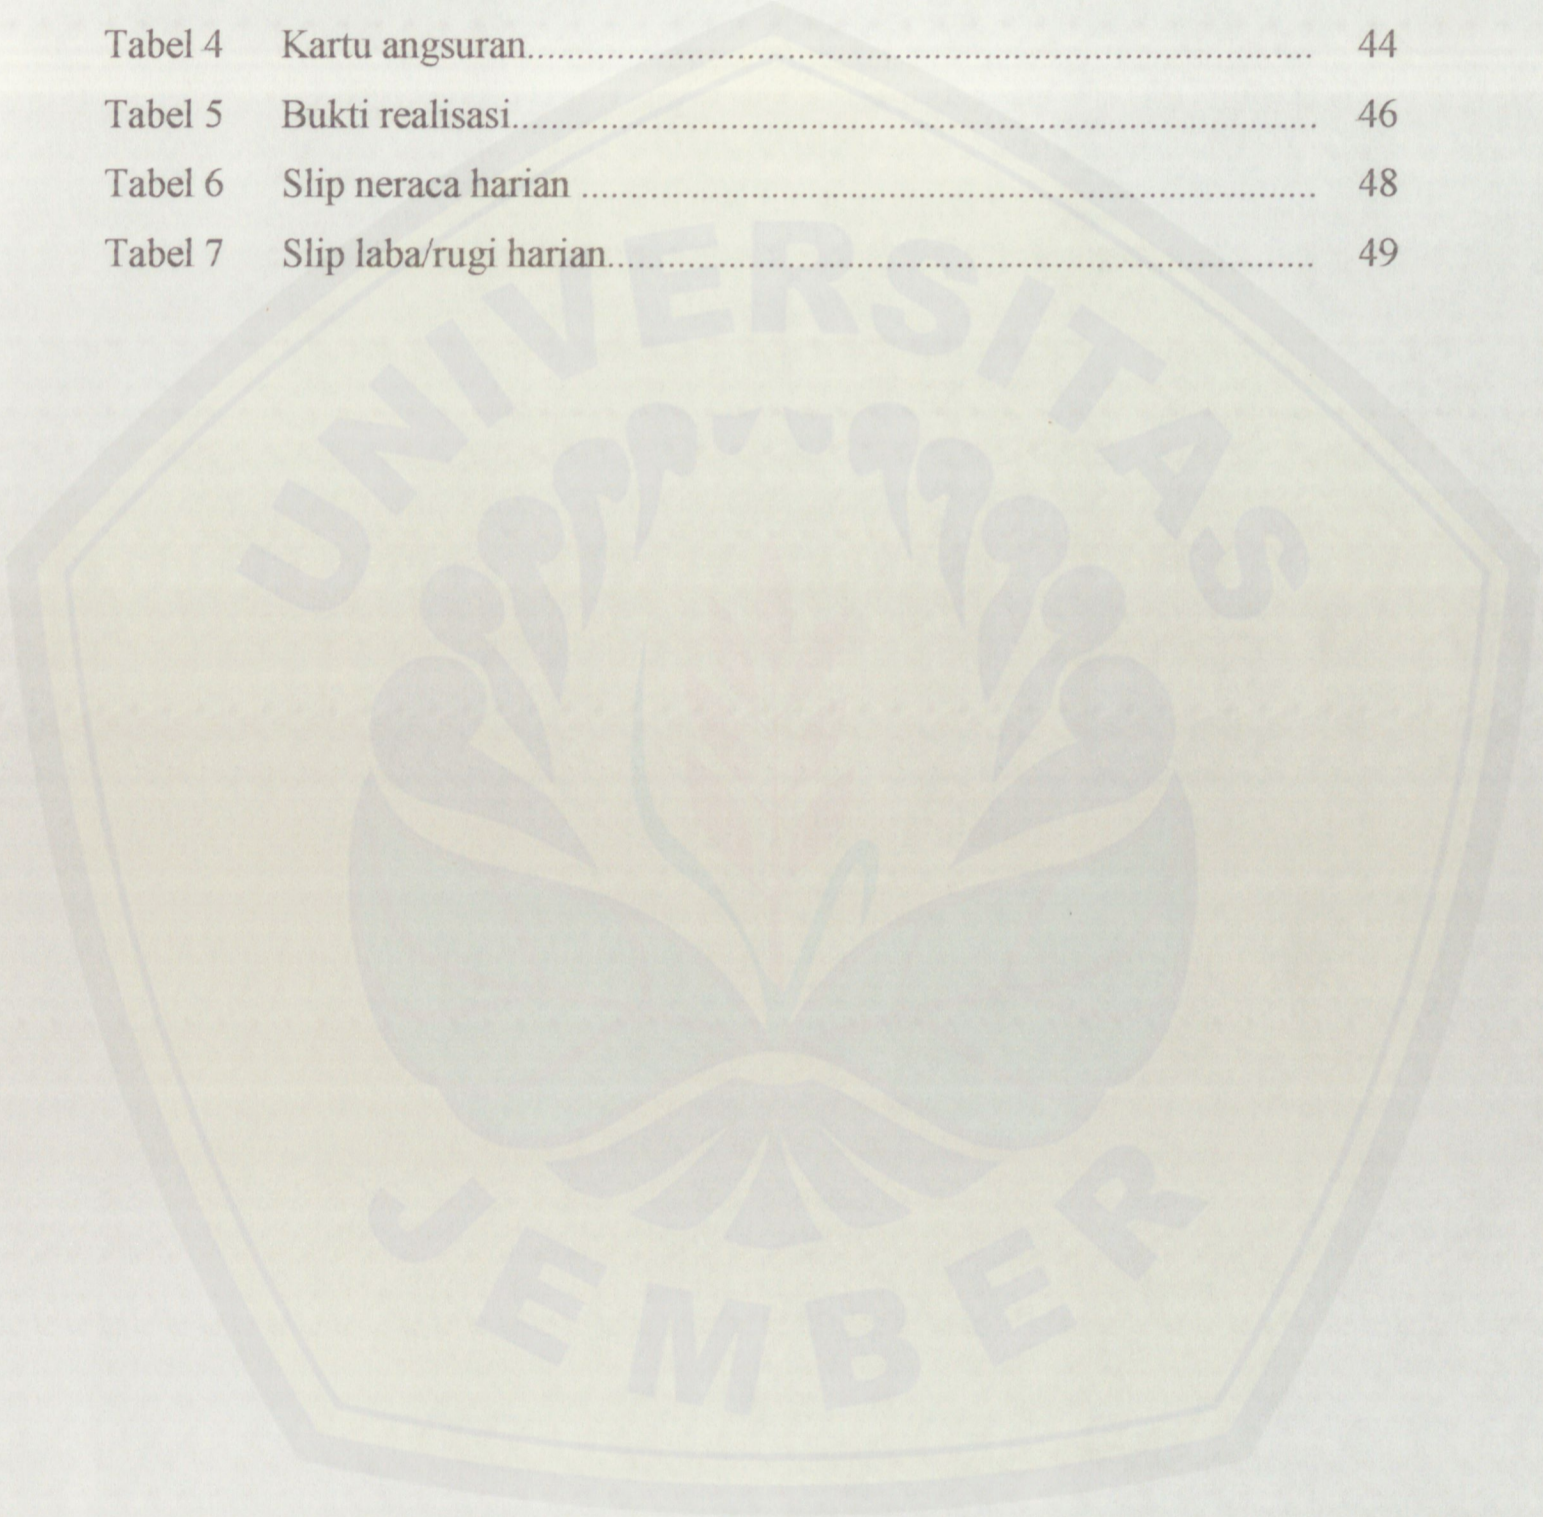 Tabel 4 Kartu angsuran........................................................................... 44
Tabel 5 Bukti realisasi............................................................................. 46
Tabel 6 Slip neraca harian ...................................................................... 48
Tabel 7 Slip laba/rugi harian.................................................................... 49
UNIVERSITAS
JEMBER